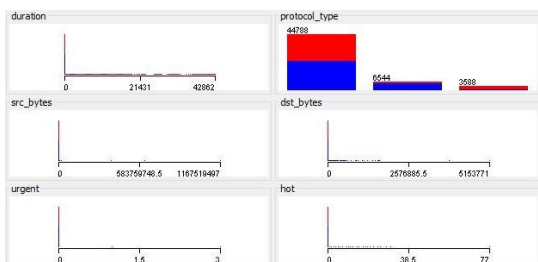 duration
protocol_type
44788
6544
3588
0 21431 42862
src_bytes
dst_bytes
0 583759748.5 1167519497
0 2576885.5 5153771
urgent
hot
0 1.5 3
0 38.5 77